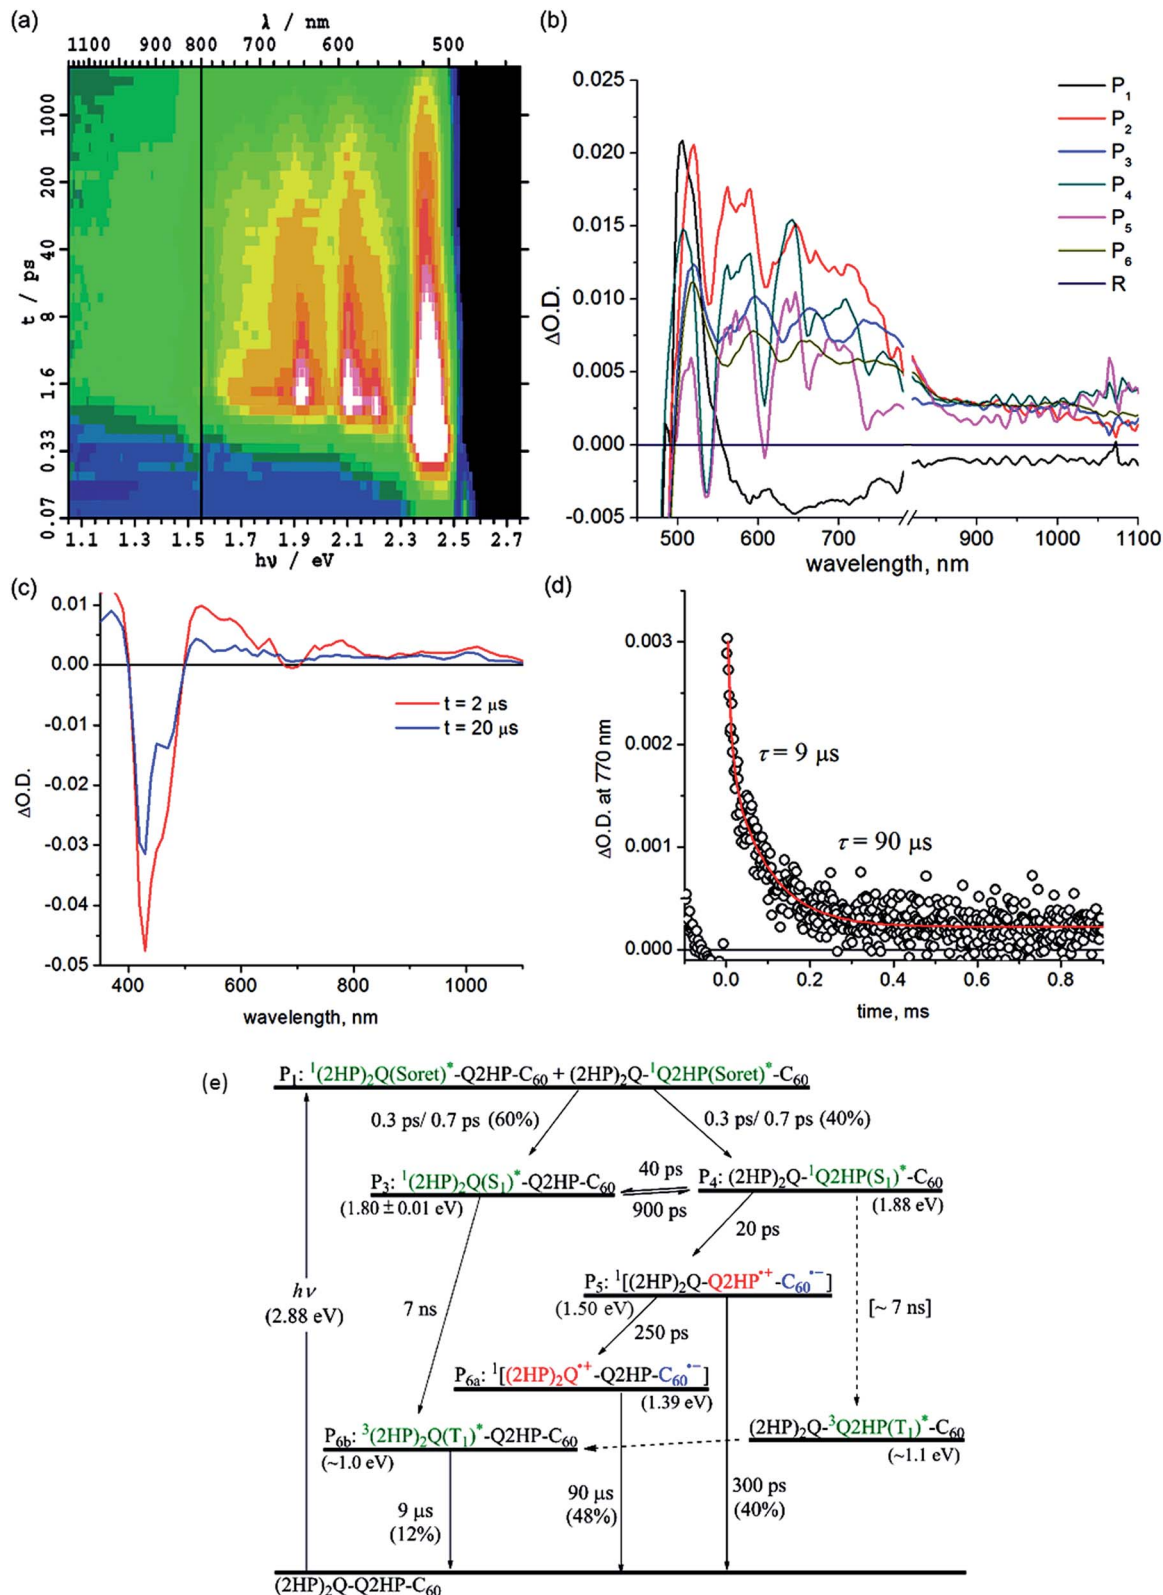 (a)
λ / nm
1100 900 800 700 600 500
t / ps
1000
200
40
8
1.6
0.33
0.07
1.1 1.3 1.5 1.7 1.9 2.1 2.3 2.5 2.7
hν / eV
(b)
ΔO.D.
0.025
0.020
0.015
0.010
0.005
0.000
-0.005
P1
P2
P3
P4
P5
P6
R
500 600 700 900 1000 1100
wavelength, nm
(c)
ΔO.D.
0.01
0.00
-0.01
-0.02
-0.03
-0.04
-0.05
t = 2 μs
t = 20 μs
400 600 800 1000
wavelength, nm
(d)
ΔO.D. at 770 nm
0.003
0.002
0.001
0.000
τ = 9 μs
τ = 90 μs
0.0 0.2 0.4 0.6 0.8
time, ms
(e)
P1: 1(2HP)2Q(Soret)*-Q2HP-C60 + (2HP)2Q-1Q2HP(Soret)*-C60
0.3 ps/ 0.7 ps (60%)
0.3 ps/ 0.7 ps (40%)
P3: 1(2HP)2Q(S1)*-Q2HP-C60
(1.80 ± 0.01 eV)
40 ps
900 ps
P4: (2HP)2Q-1Q2HP(S1)*-C60
(1.88 eV)
20 ps
hν
(2.88 eV)
7 ns
P5: 1[(2HP)2Q-Q2HP•+-C60•−]
(1.50 eV)
[~ 7 ns]
250 ps
P6a: 1[(2HP)2Q•+-Q2HP-C60•−]
(1.39 eV)
P6b: 3(2HP)2Q(T1)*-Q2HP-C60
(~1.0 eV)
(2HP)2Q-3Q2HP(T1)*-C60
(~1.1 eV)
9 μs
(12%)
90 μs
(48%)
300 ps
(40%)
(2HP)2Q-Q2HP-C60